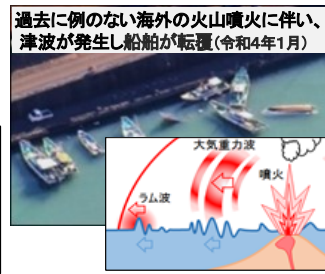 過去に例のない海外の火山噴火に伴い、
津波が発生し船舶が転覆(令和4年1月)
大気重力波
噴火
ラム波